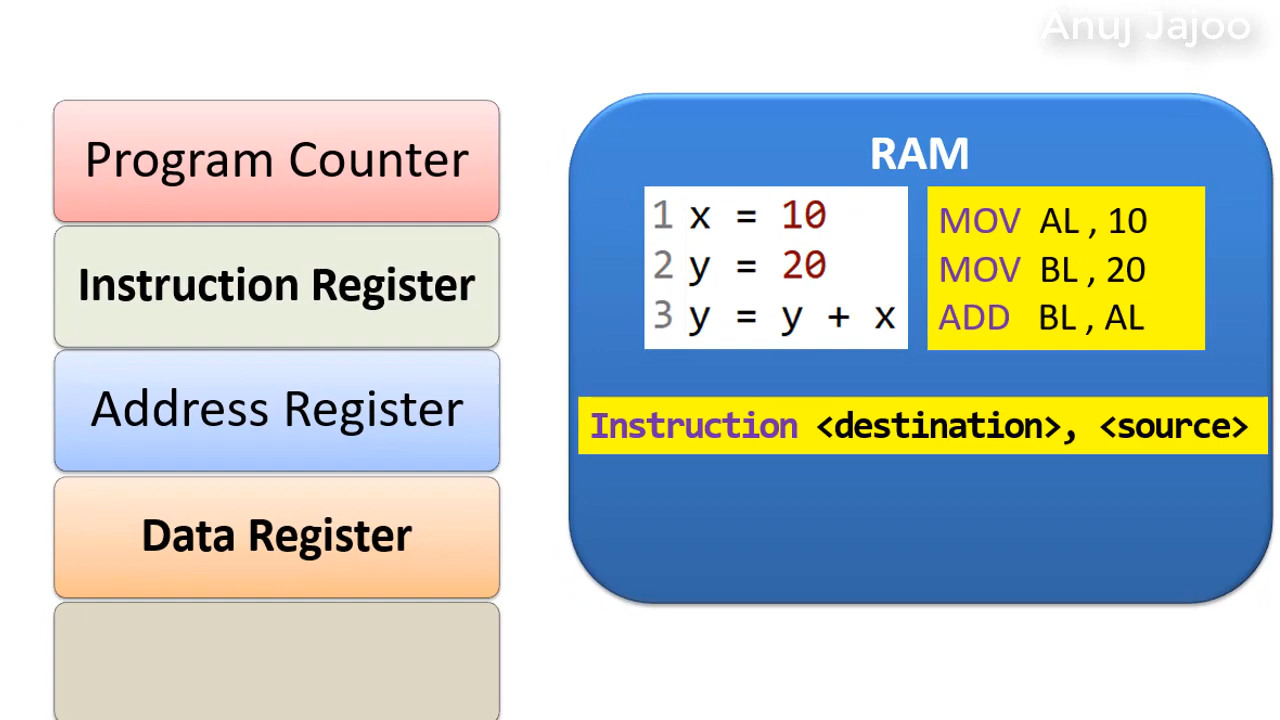 Anuj Jajoo
Program Counter
Instruction Register
Address Register
Data Register
RAM
1 x = 10
2 y = 20
3 y = y + x
MOV AL , 10
MOV BL , 20
ADD BL , AL
Instruction <destination>, <source>